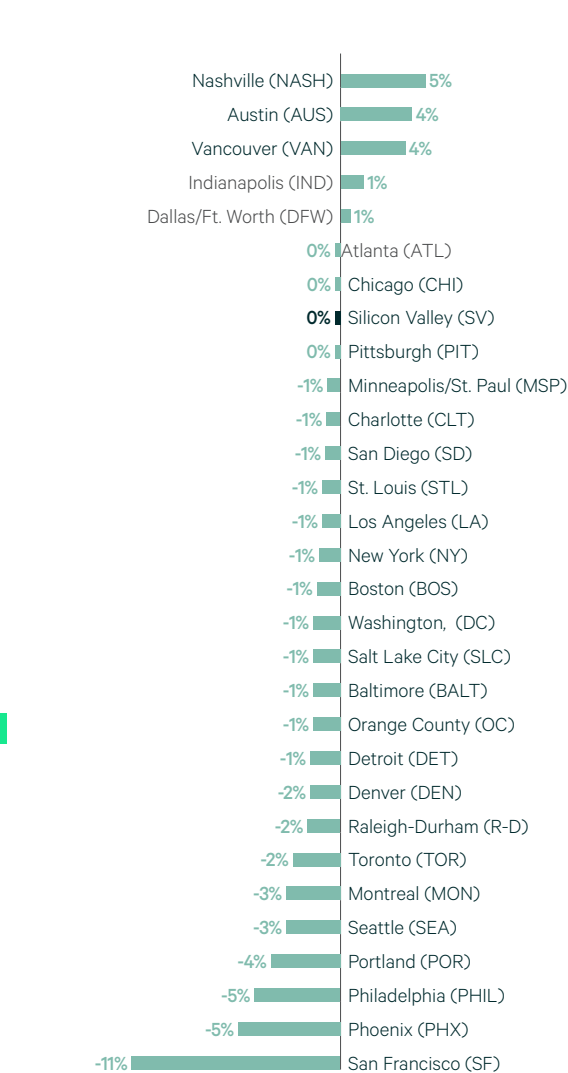 Nashville (NASH) 5%
Austin (AUS) 4%
Vancouver (VAN) 4%
Indianapolis (IND) 1%
Dallas/Ft. Worth (DFW) 1%
0% Atlanta (ATL)
0% Chicago (CHI)
0% Silicon Valley (SV)
0% Pittsburgh (PIT)
-1% Minneapolis/St. Paul (MSP)
-1% Charlotte (CLT)
-1% San Diego (SD)
-1% St. Louis (STL)
-1% Los Angeles (LA)
-1% New York (NY)
-1% Boston (BOS)
-1% Washington,  (DC)
-1% Salt Lake City (SLC)
-1% Baltimore (BALT)
-1% Orange County (OC)
-1% Detroit (DET)
-2% Denver (DEN)
-2% Raleigh-Durham (R-D)
-2% Toronto (TOR)
-3% Montreal (MON)
-3% Seattle (SEA)
-4% Portland (POR)
-5% Philadelphia (PHIL)
-5% Phoenix (PHX)
-11% San Francisco (SF)